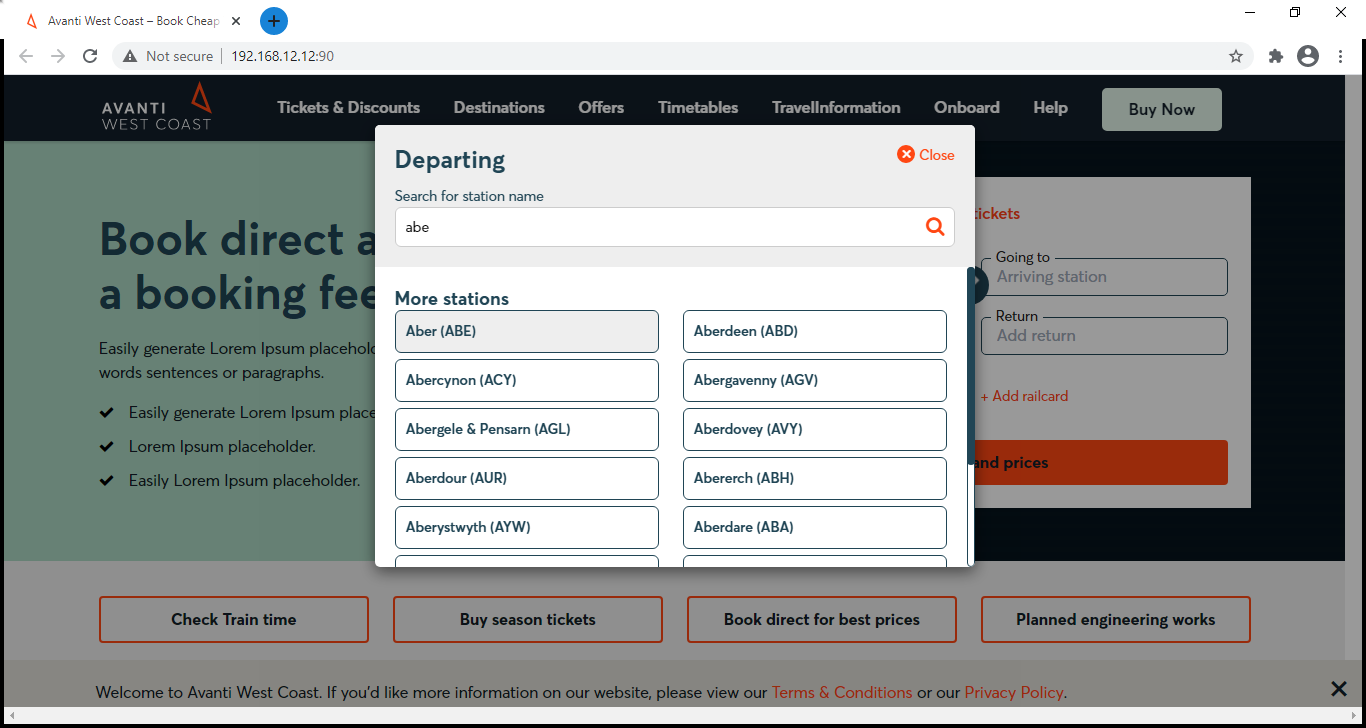 Avanti West Coast – Book Cheap
Not secure 192.168.12.12:90
AVANTI
WEST COAST
Tickets & Discounts Destinations Offers Timetables TravelInformation Onboard Help Buy Now
Departing
Close
Search for station name
abe
More stations
Aber (ABE) Aberdeen (ABD)
Abercynon (ACY) Abergavenny (AGV)
Abergele & Pensarn (AGL) Aberdovey (AVY)
Aberdour (AUR) Abererch (ABH)
Aberystwyth (AYW) Aberdare (ABA)
Book direct a
a booking fee
Easily generate Lorem Ipsum placehol
words sentences or paragraphs.
Easily generate Lorem Ipsum place
Lorem Ipsum placeholder.
Easily Lorem Ipsum placeholder.
tickets
Going to
Arriving station
Return
Add return
+ Add railcard
and prices
Check Train time Buy season tickets Book direct for best prices Planned engineering works
Welcome to Avanti West Coast. If you'd like more information on our website, please view our Terms & Conditions or our Privacy Policy.